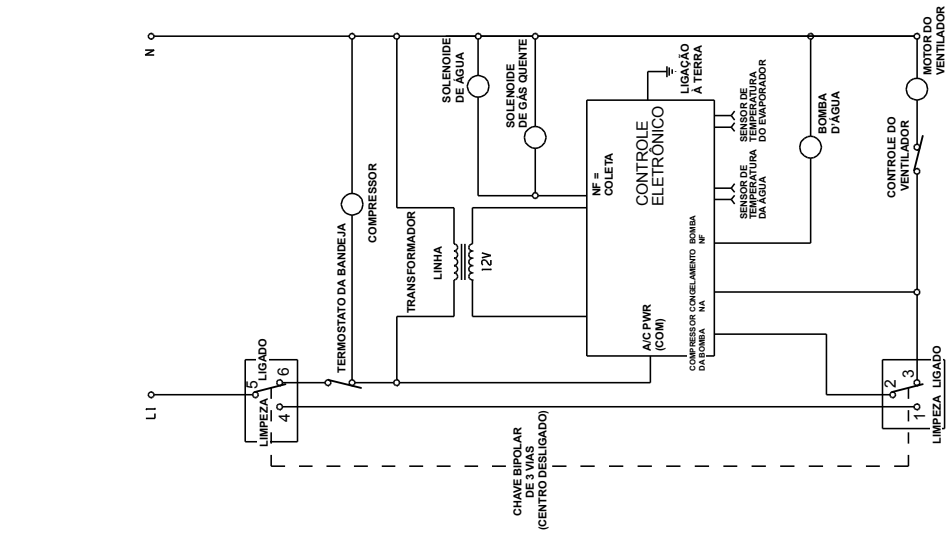 N
L1
SOLENOIDE
DE ÁGUA
SOLENOIDE
DE GÁS QUENTE
LIGAÇÃO
À TERRA
MOTOR DO
VENTILADOR
COMPRESSOR
TERMOSTATO DA BANDEJA
TRANSFORMADOR
LINHA
12V
NF =
COLETA
CONTROLE
ELETRÔNICO
A/C PWR
(COM)
COMPRESSOR CONGELAMENTO BOMBA
DA BOMBA NA NF
SENSOR DE
TEMPERATURA
DO EVAPORADOR
SENSOR DE
TEMPERATURA
DA ÁGUA
BOMBA
D'ÁGUA
CONTROLE DO
VENTILADOR
LIMPEZA LIGADO
5
4 6
CHAVE BIPOLAR
DE 3 VIAS
(CENTRO DESLIGADO)
2
1 3
LIMPEZA LIGADO